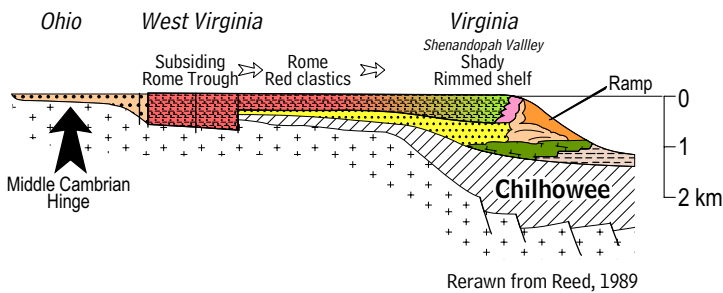 Ohio
West Virginia
Virginia
Shenandopah Vallley
Subsiding
Rome Trough
Rome
Red clastics
Shady
Rimmed shelf
Ramp
0
1
2 km
Middle Cambrian
Hinge
Chilhowee
Rerawn from Reed, 1989